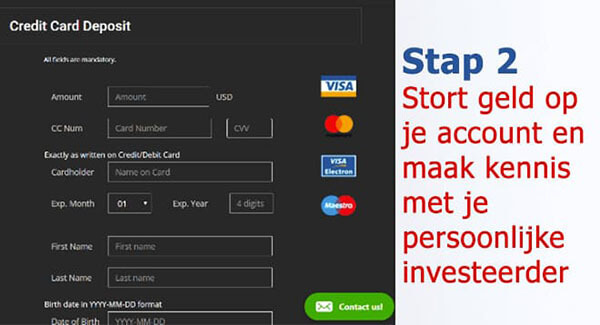 Credit Card Deposit
All fields are mandatory.
Amount Amount USD
CC Num Card Number CVV
Exactly as written on Credit/Debit Card
Cardholder Name on Card
Exp. Month 01 Exp. Year 4 digits
First Name First name
Last Name Last name
Birth date in YYYY-MM-DD format
Date of Birth YYYY-MM-DD
VISA
MasterCard
VISA
Electron
Maestro
Contact us!
Stap 2
Stort geld op
je account en
maak kennis
met je
persoonlijke
investeerder